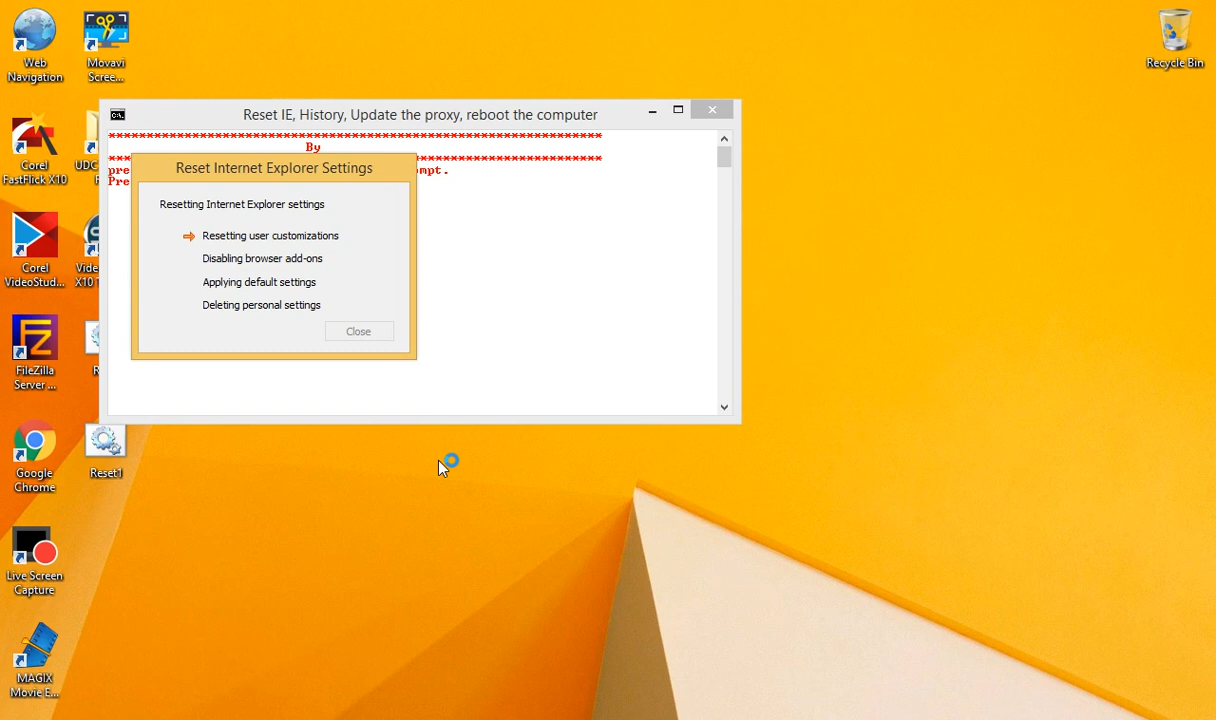 Web
Navigation
Movavi
Scree...
Recycle Bin
Corel
FastFlick X10
UDC
Corel
VideoStud...
Vide
X10
FileZilla
Server ...
R
Google
Chrome
Reset1
Live Screen
Capture
MAGIX
Movie E...
C:\.
Reset IE, History, Update the proxy, reboot the computer
******************************************************************
By
pre
mpt.
Pre
Reset Internet Explorer Settings
Resetting Internet Explorer settings
Resetting user customizations
Disabling browser add-ons
Applying default settings
Deleting personal settings
Close